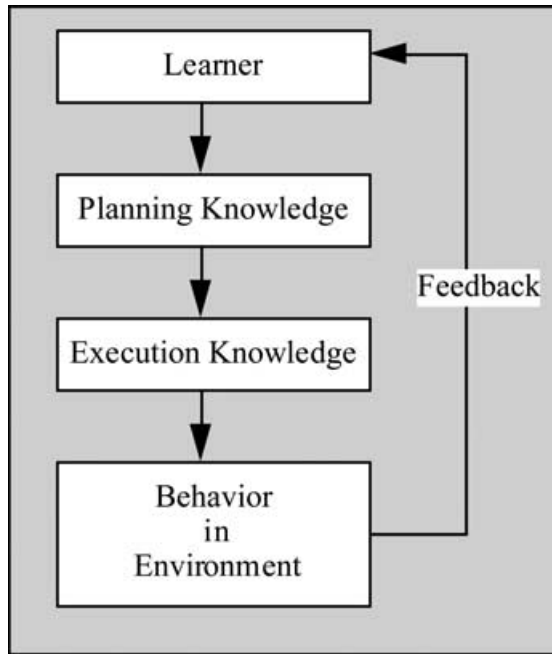 Learner
Planning Knowledge
Feedback
Execution Knowledge
Behavior
in
Environment